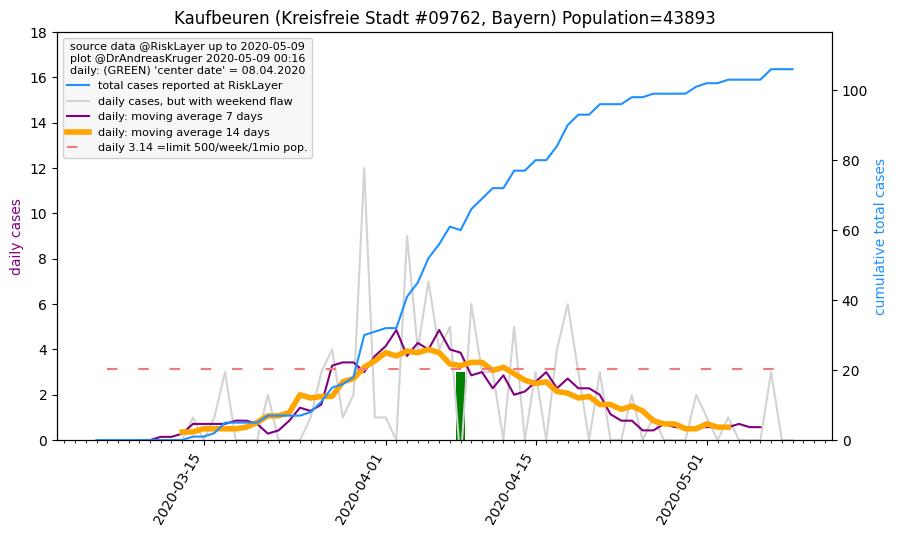 Kaufbeuren (Kreisfreie Stadt #09762, Bayern) Population=43893
source data @RiskLayer up to 2020-05-09
plot @DrAndreasKruger 2020-05-09 00:16
daily: (GREEN) 'center date' = 08.04.2020
total cases reported at RiskLayer
daily cases, but with weekend flaw
daily: moving average 7 days
daily: moving average 14 days
daily 3.14 =limit 500/week/1mio pop.
daily cases
18
16
14
12
10
8
6
4
2
0
100
80
60
40
20
0
cumulative total cases
2020-03-15
2020-04-01
2020-04-15
2020-05-01